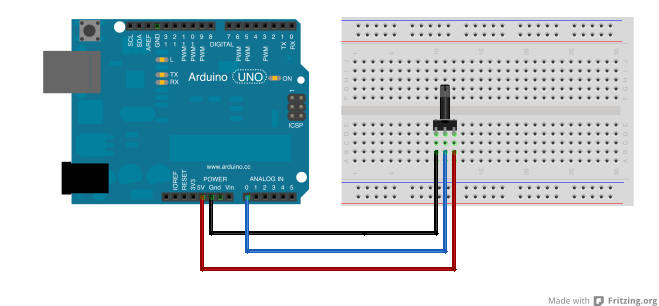 SCL
SDA
AREF
GND
13
12
PWM 11
PWM 10
PWM 9
8
DIGITAL
7
PWM 6
PWM 5
4
PWM 3
2
TX 1
RX 0
L
TX
RX
Arduino UNO
ON
1
ICSP
www.arduino.cc
POWER
ANALOG IN
IOREF
RESET
3V3
5V
Gnd
Vin
0 1 2 3 4 5
Made with Fritzing.org